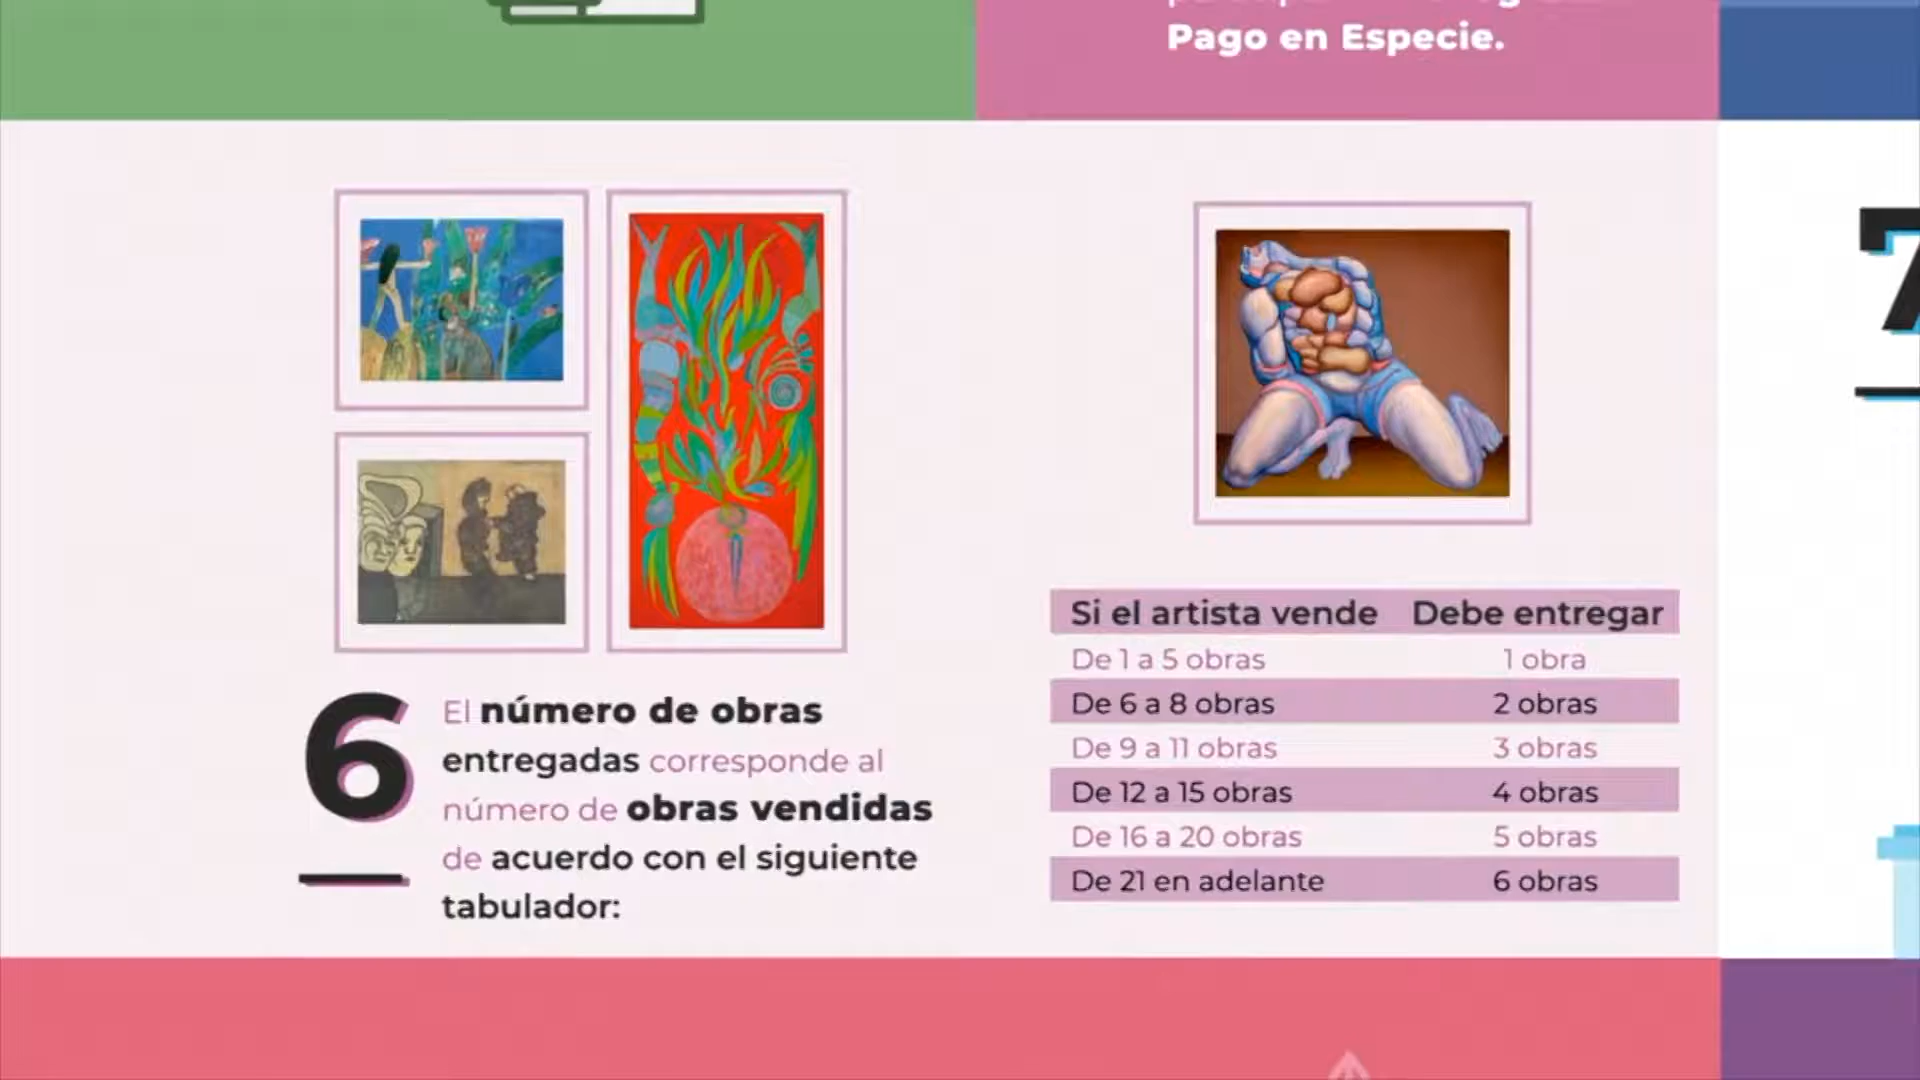 Pago en Especie.
6
El número de obras
entregadas corresponde al
número de obras vendidas
de acuerdo con el siguiente
tabulador:
Si el artista vende Debe entregar
De 1 a 5 obras 1 obra
De 6 a 8 obras 2 obras
De 9 a 11 obras 3 obras
De 12 a 15 obras 4 obras
De 16 a 20 obras 5 obras
De 21 en adelante 6 obras
7